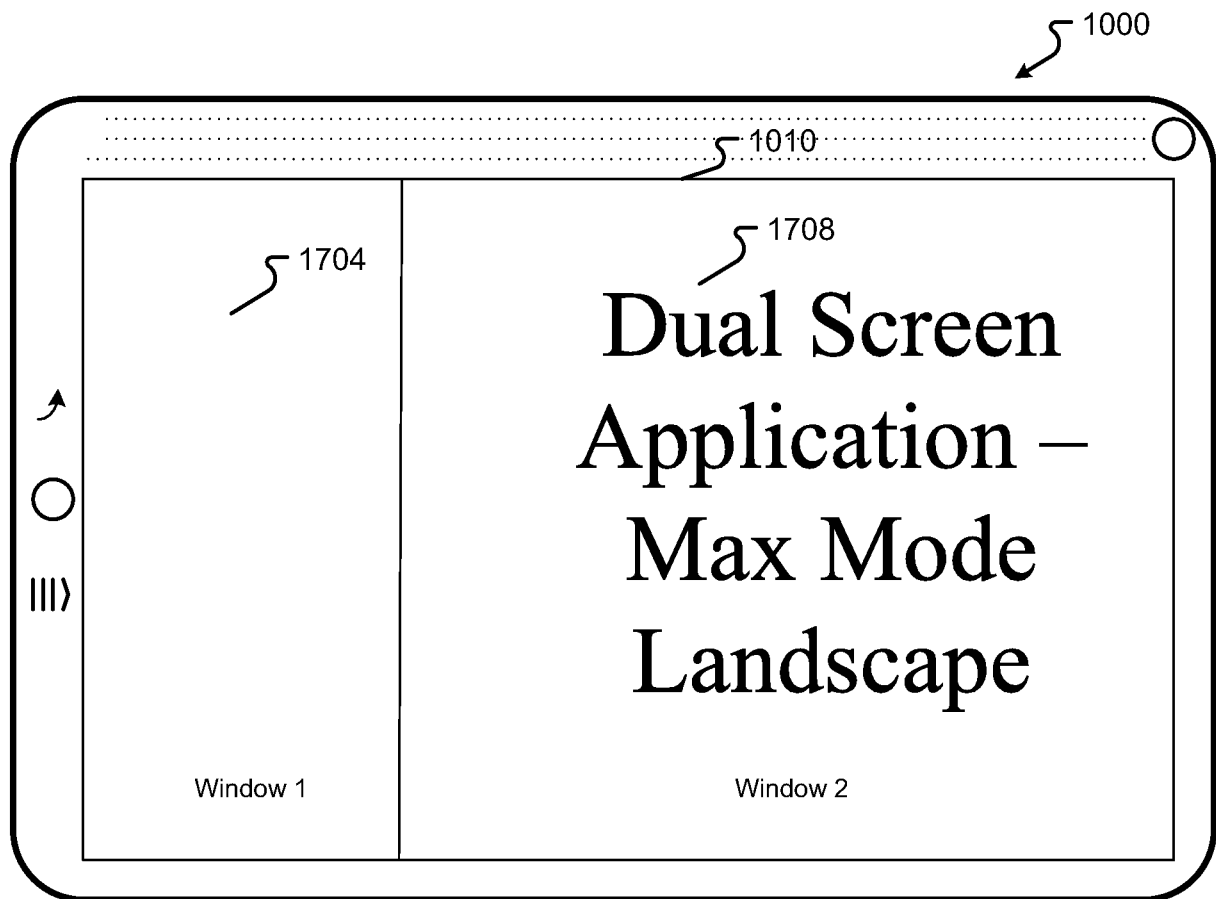 1000
1010
1708
1704
Dual Screen
Application –
Max Mode
Landscape
Window 1
Window 2